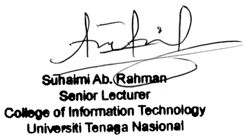 Suhaimi Ab. Rahman
Senior Lecturer
College of Information Technology
Universiti Tenaga Nasional